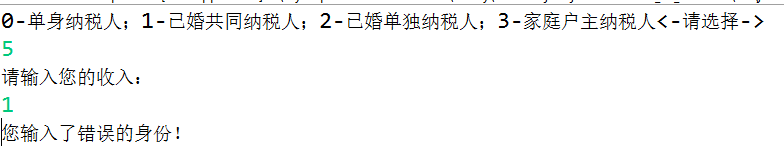 0-单身纳税人；1-已婚共同纳税人；2-已婚单独纳税人；3-家庭户主纳税人<-请选择->
5
请输入您的收入：
1
您输入了错误的身份！